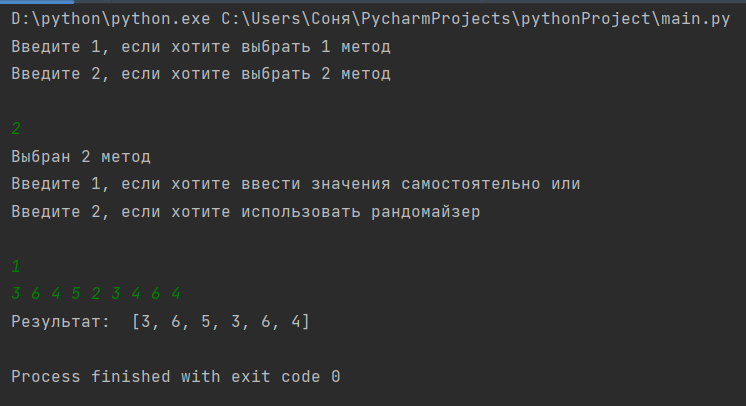 D:\python\python.exe C:\Users\Соня\PycharmProjects\pythonProject\main.py
Введите 1, если хотите выбрать 1 метод
Введите 2, если хотите выбрать 2 метод
2
Выбран 2 метод
Введите 1, если хотите ввести значения самостоятельно или
Введите 2, если хотите использовать рандомайзер
1
3 6 4 5 2 3 4 6 4
Результат:  [3, 6, 5, 3, 6, 4]
Process finished with exit code 0